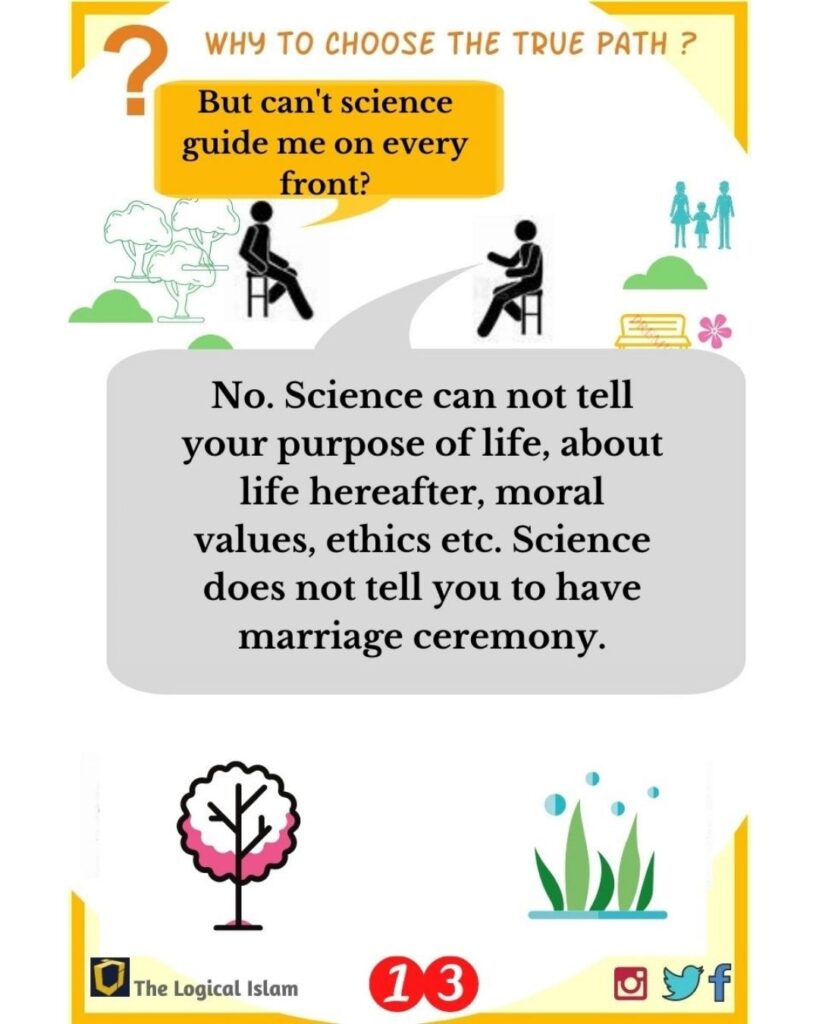 WHY TO CHOOSE THE TRUE PATH ?
?
But can't science
guide me on every
front?
No. Science can not tell
your purpose of life, about
life hereafter, moral
values, ethics etc. Science
does not tell you to have
marriage ceremony.
The Logical Islam
13